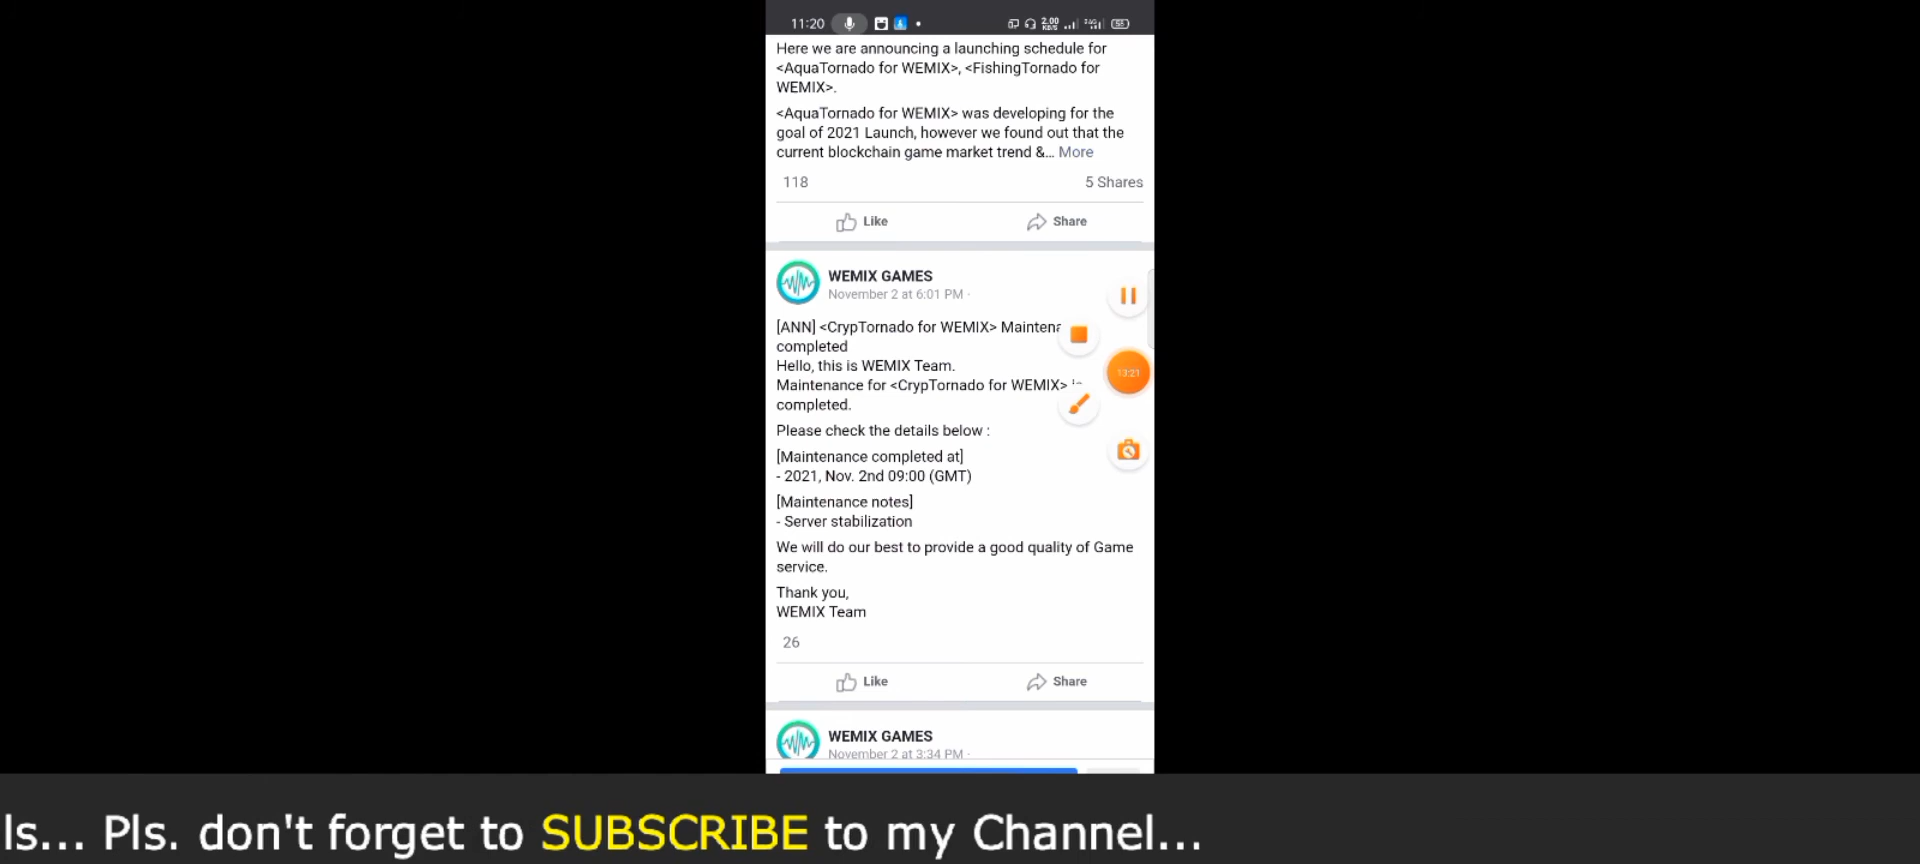 11:20
2.00
KB/S
55
Here we are announcing a launching schedule for
<AquaTornado for WEMIX>, <FishingTornado for
WEMIX>.
<AquaTornado for WEMIX> was developing for the
goal of 2021 Launch, however we found out that the
current blockchain game market trend &... More
118 5 Shares
Like Share
WEMIX GAMES
November 2 at 6:01 PM ·
[ANN] <CrypTornado for WEMIX>
completed
Hello, this is WEMIX Team.
Maintenance for <CrypTornado for WEMIX>
completed.
13:21
Please check the details below :
[Maintenance completed at]
- 2021, Nov. 2nd 09:00 (GMT)
[Maintenance notes]
- Server stabilization
We will do our best to provide a good quality of Game
service.
Thank you,
WEMIX Team
26
Like Share
WEMIX GAMES
November 2 at 3:34 PM ·
ls... Pls. don't forget to SUBSCRIBE to my Channel...